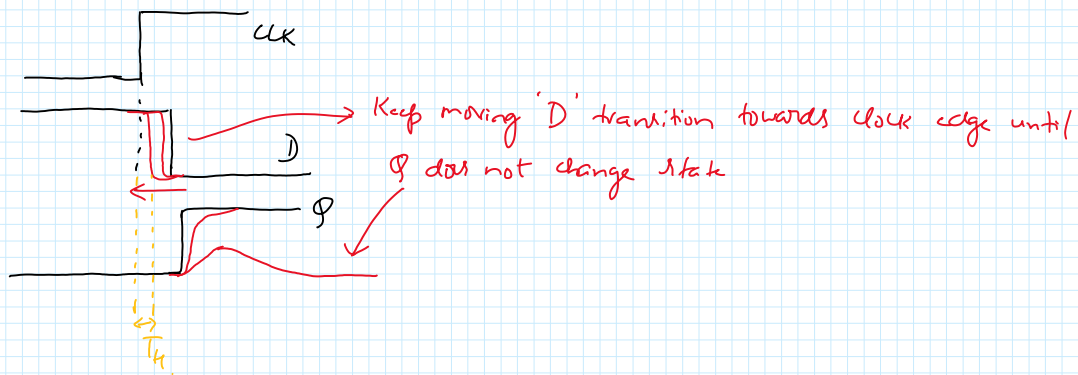 CLK
Keep moving 'D' transition towards clock edge until
D
Q does not change state
Q
TH